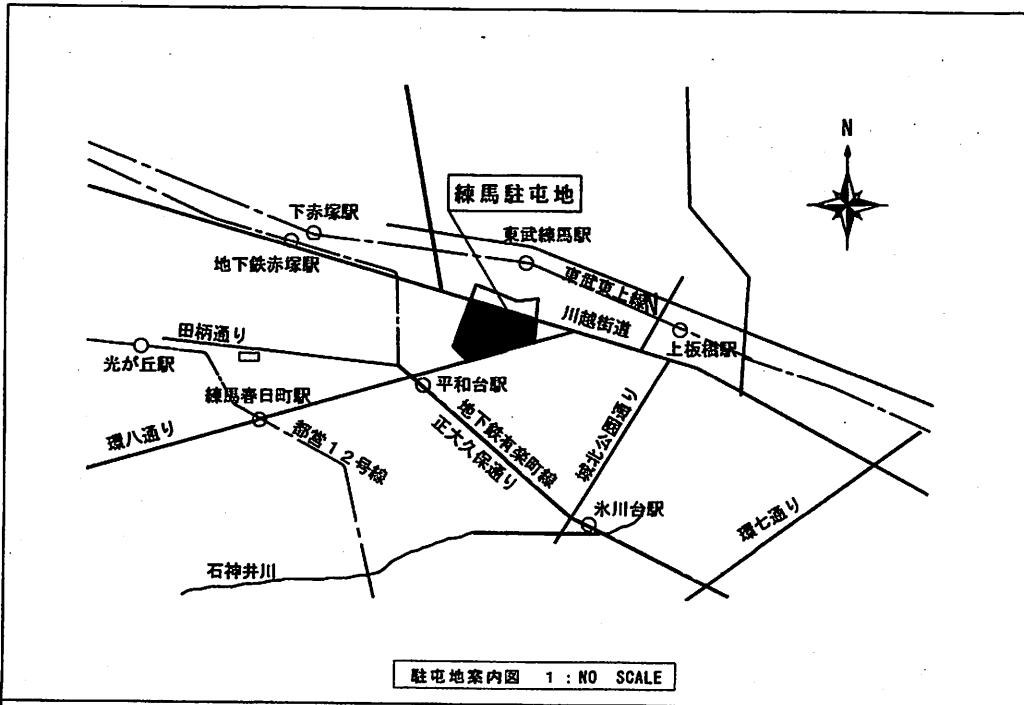 N
練馬駐屯地
下赤塚駅
東武練馬駅
地下鉄赤塚駅
東武東上線
川越街道
田柄通り
上板橋駅
光が丘駅
平和台駅
練馬春日町駅
地下鉄有楽町線
城北公園通り
環八通り
都営12号線
正大久保通り
氷川台駅
環七通り
石神井川
駐屯地案内図 1:NO SCALE